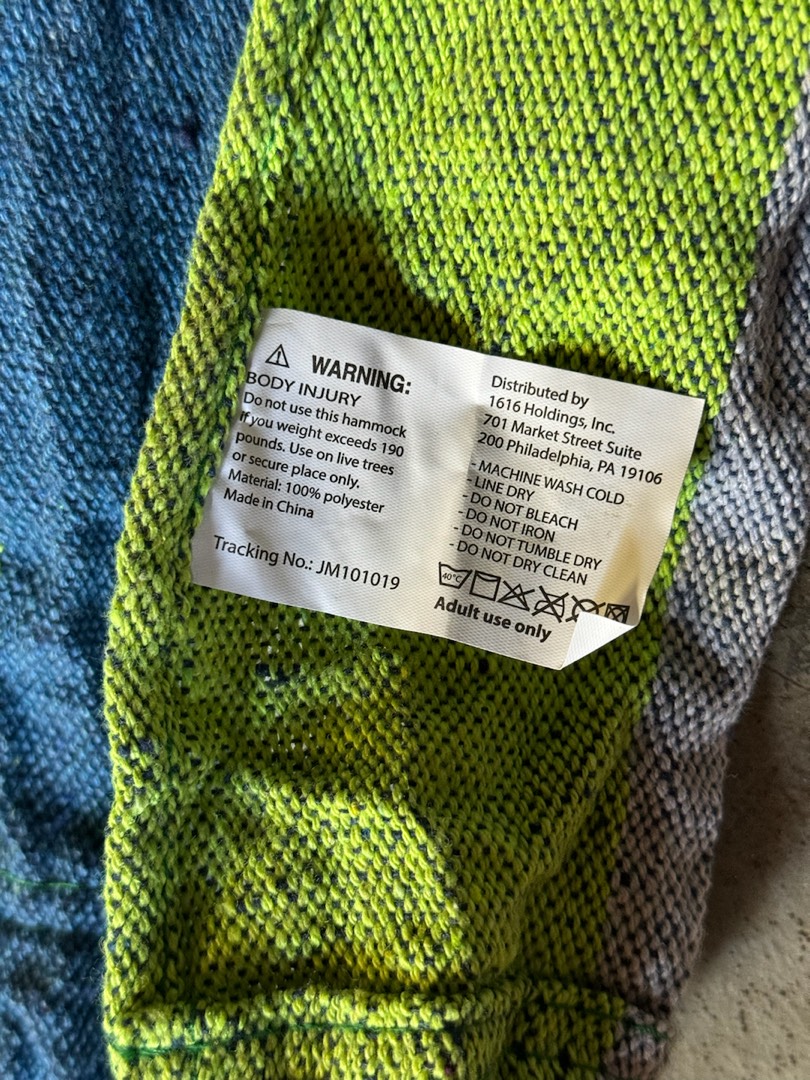 WARNING:
BODY INJURY
Do not use this hammock
if you weight exceeds 190
pounds. Use on live trees
or secure place only.
Material: 100% polyester
Made in China
Tracking No.: JM101019
Distributed by
1616 Holdings, Inc.
701 Market Street Suite
200 Philadelphia, PA 19106
- MACHINE WASH COLD
- LINE DRY
- DO NOT BLEACH
- DO NOT IRON
- DO NOT TUMBLE DRY
- DO NOT DRY CLEAN
40°C
Adult use only